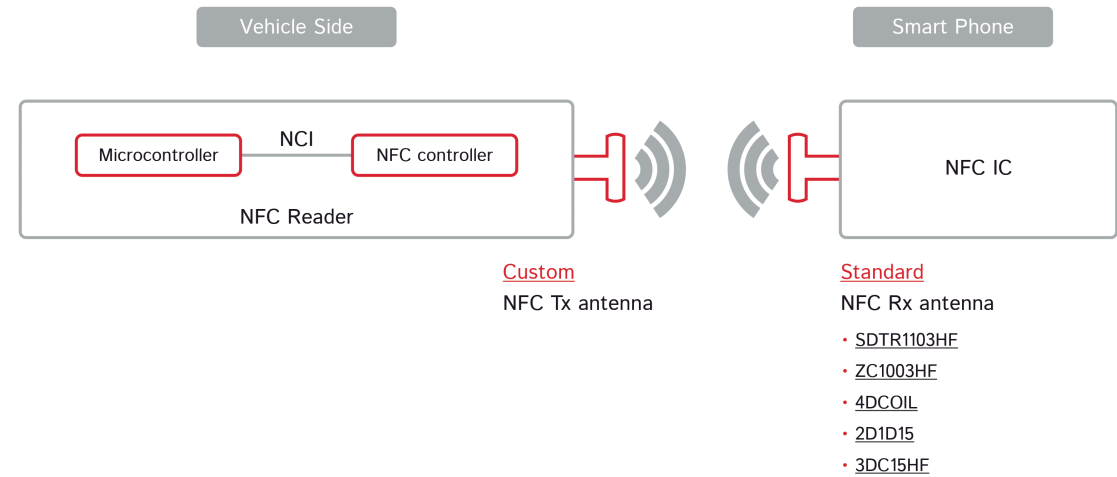 Vehicle Side
Smart Phone
NCI
Microcontroller
NFC controller
NFC Reader
NFC IC
Custom
NFC Tx antenna
Standard
NFC Rx antenna
• SDTR1103HF
• ZC1003HF
• 4DCOIL
• 2D1D15
• 3DC15HF